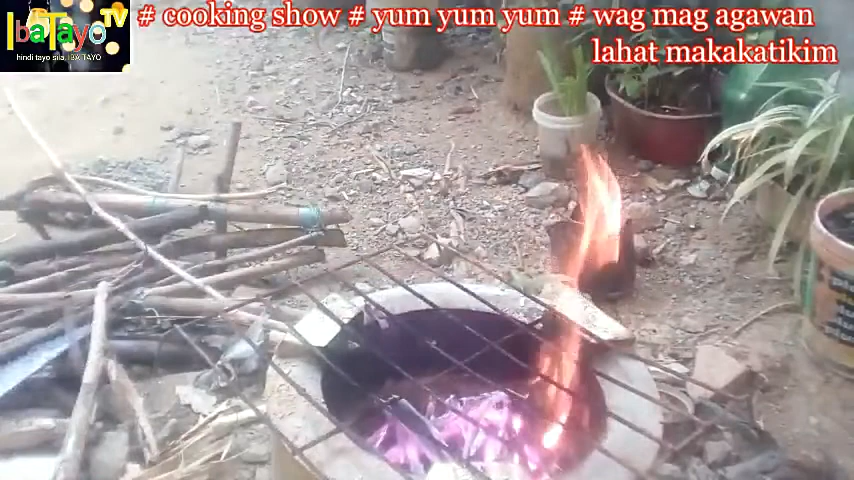 IbaTayo TV
hindi tayo sila, IBA TAYO
# cooking show # yum yum yum # wag mag agawan
lahat makakatikim